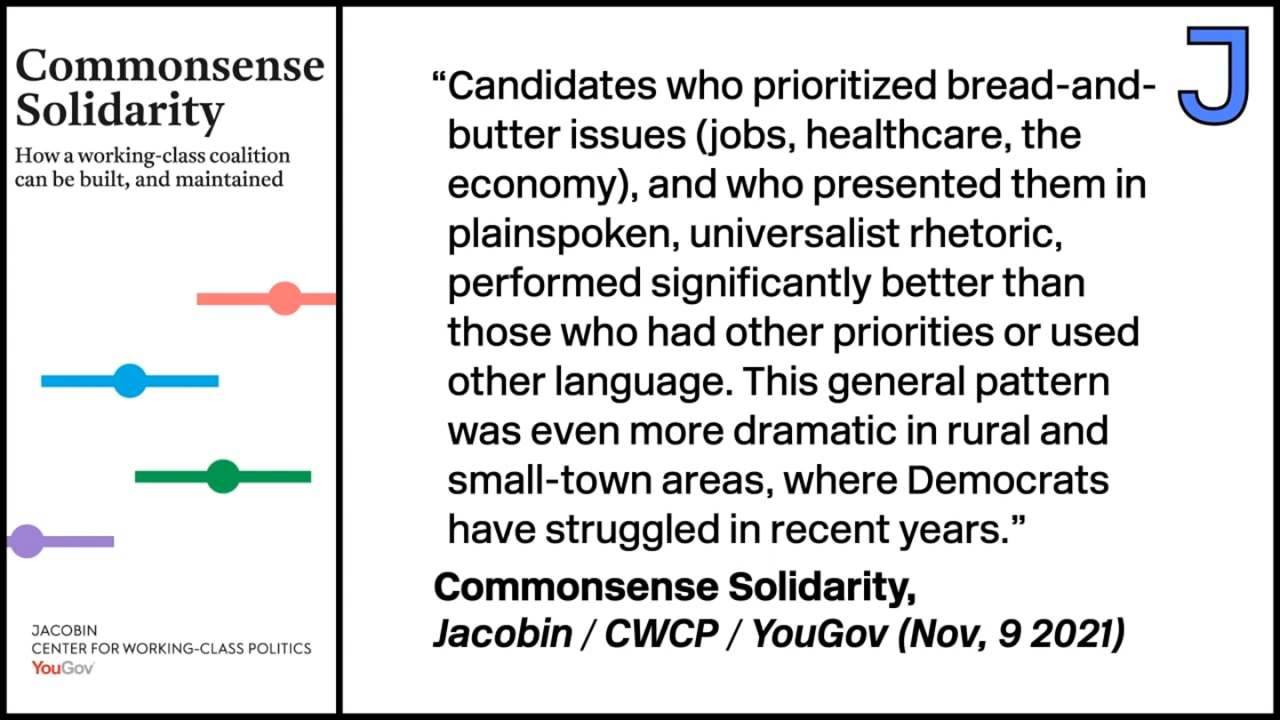 Commonsense
Solidarity
How a working-class coalition
can be built, and maintained
JACOBIN
CENTER FOR WORKING-CLASS POLITICS
YouGov
J
“Candidates who prioritized bread-and-
butter issues (jobs, healthcare, the
economy), and who presented them in
plainspoken, universalist rhetoric,
performed significantly better than
those who had other priorities or used
other language. This general pattern
was even more dramatic in rural and
small-town areas, where Democrats
have struggled in recent years.”
Commonsense Solidarity,
Jacobin / CWCP / YouGov (Nov, 9 2021)